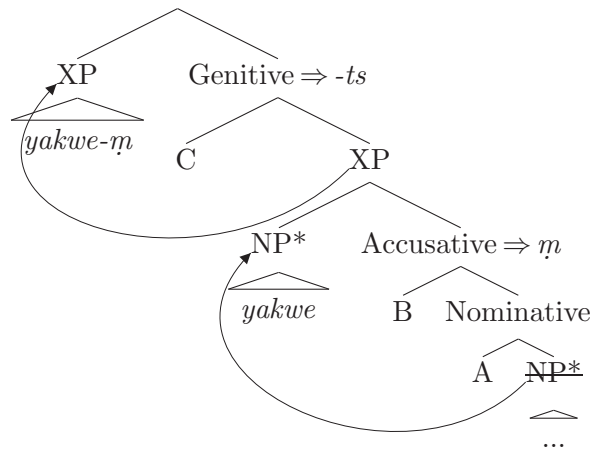 XP Genitive ⇒ -ts
yakwe-ṃ C XP
NP* Accusative ⇒ ṃ
yakwe B Nominative
A NP*
...